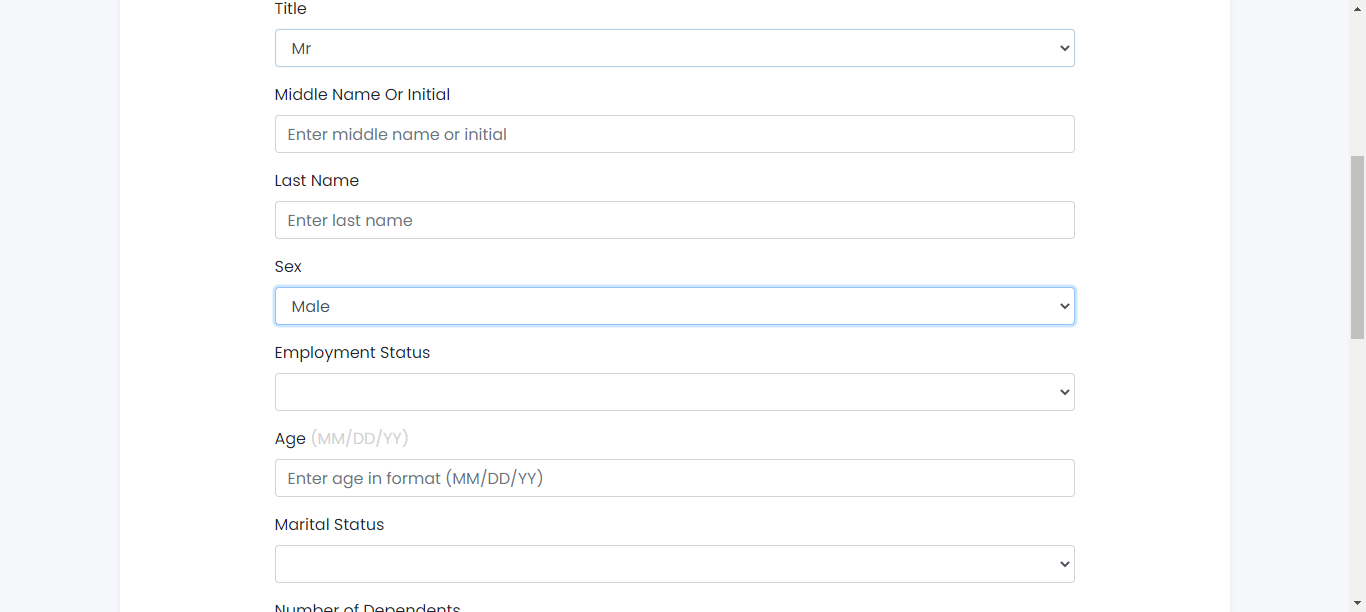 Title
Mr
Middle Name Or Initial
Enter middle name or initial
Last Name
Enter last name
Sex
Male
Employment Status
Age (MM/DD/YY)
Enter age in format (MM/DD/YY)
Marital Status
Number of Dependents